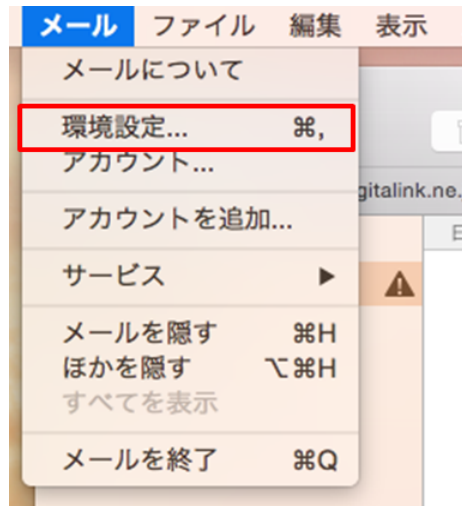 メール ファイル 編集 表示
メールについて
環境設定... ⌘,
アカウント...
gitalink.ne.
アカウントを追加...
サービス ▶
メールを隠す ⌘H
ほかを隠す ⌥⌘H
すべてを表示
メールを終了 ⌘Q